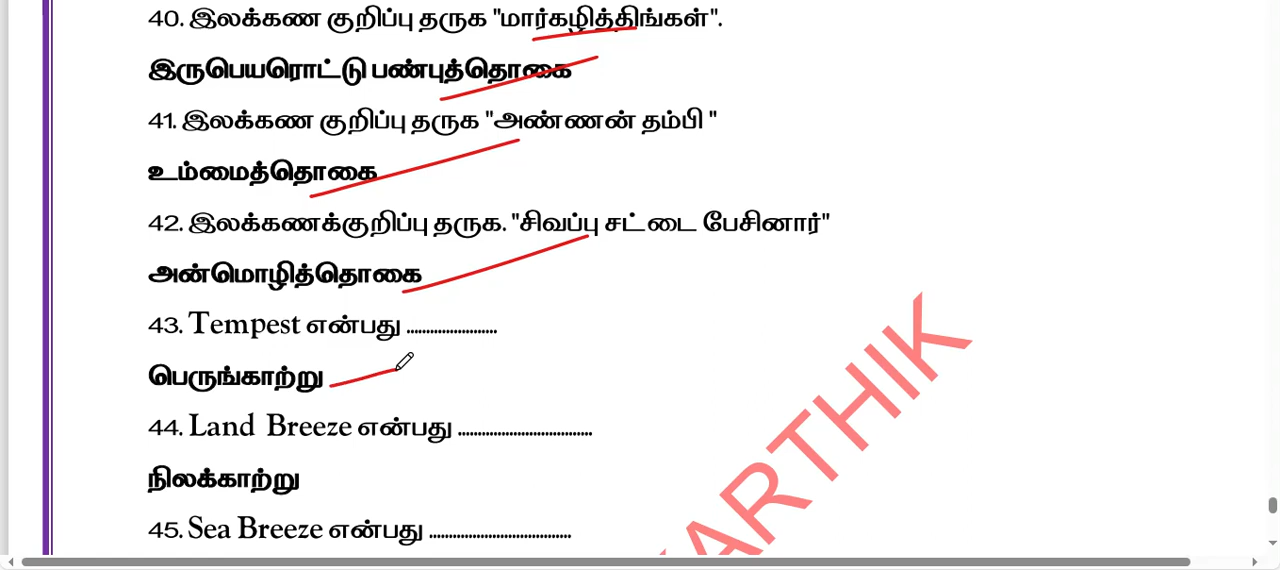 40. இலக்கண குறிப்பு தருக "மார்கழித்திங்கள்".
இருபெயரொட்டு பண்புத்தொகை
41. இலக்கண குறிப்பு தருக "அண்ணன் தம்பி "
உம்மைத்தொகை
42. இலக்கணக்குறிப்பு தருக. "சிவப்பு சட்டை பேசினார்"
அன்மொழித்தொகை
43. Tempest என்பது .......................
பெருங்காற்று
44. Land Breeze என்பது ..................................
நிலக்காற்று
45. Sea Breeze என்பது ....................................
ARTHIK